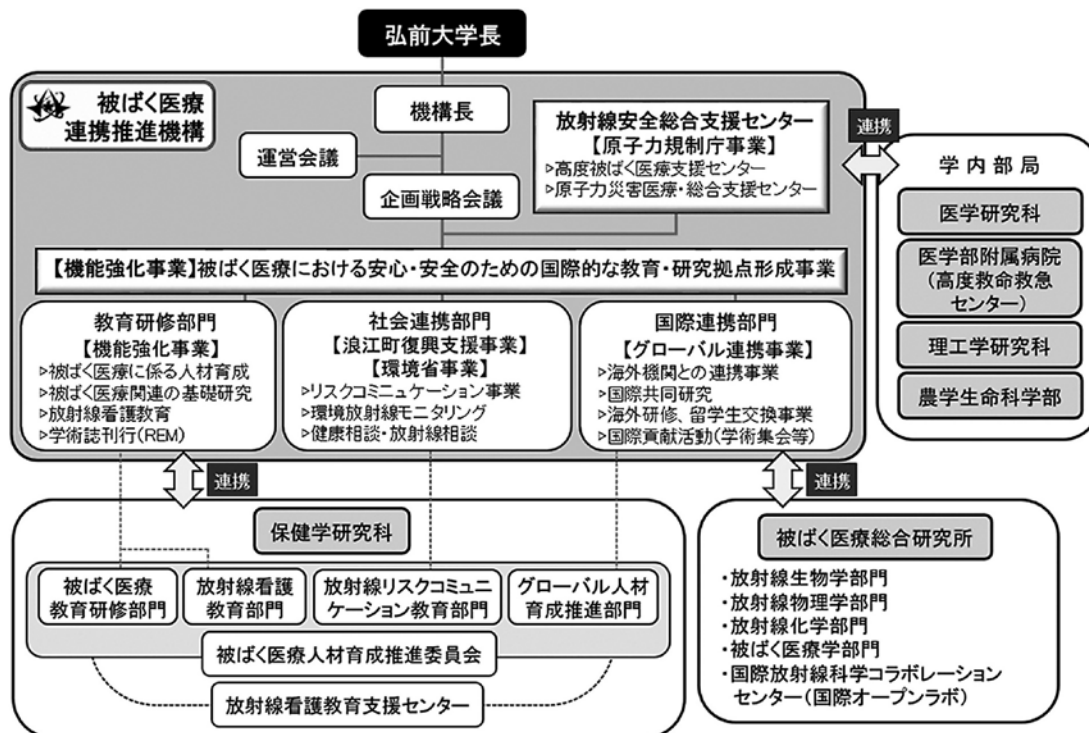 弘前大学長
被ばく医療
連携推進機構
機構長
運営会議
企画戦略会議
放射線安全総合支援センター
【原子力規制庁事業】
▹高度被ばく医療支援センター
▹原子力災害医療・総合支援センター
連携
学内部局
医学研究科
医学部附属病院
(高度救命救急
センター)
理工学研究科
農学生命科学部
【機能強化事業】被ばく医療における安心・安全のための国際的な教育・研究拠点形成事業
教育研修部門
【機能強化事業】
▹被ばく医療に係る人材育成
▹被ばく医療関連の基礎研究
▹放射線看護教育
▹学術誌刊行(REM)
社会連携部門
【浪江町復興支援事業】
【環境省事業】
▹リスクコミュニケーション事業
▹環境放射線モニタリング
▹健康相談・放射線相談
国際連携部門
【グローバル連携事業】
▹海外機関との連携事業
▹国際共同研究
▹海外研修、留学生交換事業
▹国際貢献活動(学術集会等)
連携
連携
保健学研究科
被ばく医療
教育研修部門
放射線看護
教育部門
放射線リスクコミュニ
ケーション教育部門
グローバル人材
育成推進部門
被ばく医療人材育成推進委員会
放射線看護教育支援センター
被ばく医療総合研究所
・放射線生物学部門
・放射線物理学部門
・放射線化学部門
・被ばく医療学部門
・国際放射線科学コラボレーション
センター(国際オープンラボ)